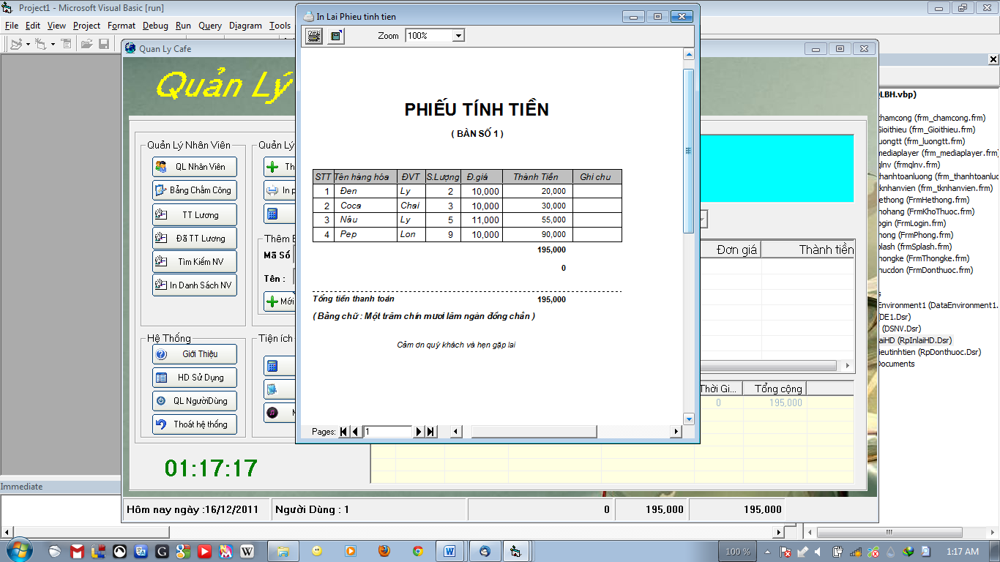 Project1 - Microsoft Visual Basic [run]
File Edit View Project Format Debug Run Query Diagram Tools
Quan Ly Cafe
Quản Lý
Quản Lý Nhân Viên
QL Nhân Viên
Bảng Chấm Công
TT Lương
Đã TT Lương
Tìm Kiếm NV
In Danh Sách NV
Hệ Thống
Giới Thiệu
HD Sử Dụng
QL NgườiDùng
Thoát hệ thống
Quản Lý
Th
In p
Thêm B
Mã Số
Tên :
Mới
Tiện ích
01:17:17
In Lai Phieu tinh tien
Zoom 100%
PHIẾU TÍNH TIỀN
( BÀN SỐ 1 )
STT Tên hàng hóa ĐVT S.Lượng Đ.giá Thành Tiền Ghi chu
1 Đen Ly 2 10,000 20,000
2 Coca Chai 3 10,000 30,000
3 Nâu Ly 5 11,000 55,000
4 Pep Lon 9 10,000 90,000
195,000
0
Tổng tiền thanh toán 195,000
( Bằng chữ : Một trăm chín mươi lăm ngàn đồng chẳn )
Cảm ơn quý khách và hẹn gặp lai
Pages: 1
Đơn giá Thành tiền
Thời Gi... Tổng cộng
0 195,000
Hôm nay ngày :16/12/2011 Người Dùng : 1 0 195,000 195,000
QLBH.vbp)
chamcong (frm_chamcong.frm)
Gioithieu (frm_Gioithieu.frm)
luongtt (frm_luongtt.frm)
mediaplayer (frm_mediaplayer.frm)
qlnv (frmqlnv.frm)
thanhtoanluong (frm_thanhtoanluo
tknhanvien (frm_tknhanvien.frm)
Hethong (FrmHethong.frm)
khohang (FrmKhoThuoc.frm)
ogin (FrmLogin.frm)
hong (FrmPhong.frm)
plash (frmSplash.frm)
hongke (FrmThongke.frm)
hucdon (FrmDonthuoc.frm)
Environment1 (DataEnvironment1.
DE1.Dsr)
(DSNV.Dsr)
laiHD (RpInlaiHD.Dsr)
ieutinhtien (RpDonthuoc.Dsr)
Documents
Immediate
100 %
1:17 AM